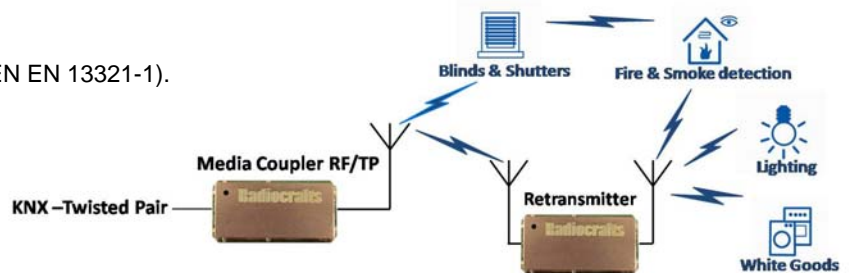 EN EN 13321-1).
Blinds & Shutters
Fire & Smoke detection
Media Coupler RF/TP
Lighting
KNX –Twisted Pair
Radiocrafts
Retransmitter
Radiocrafts
White Goods